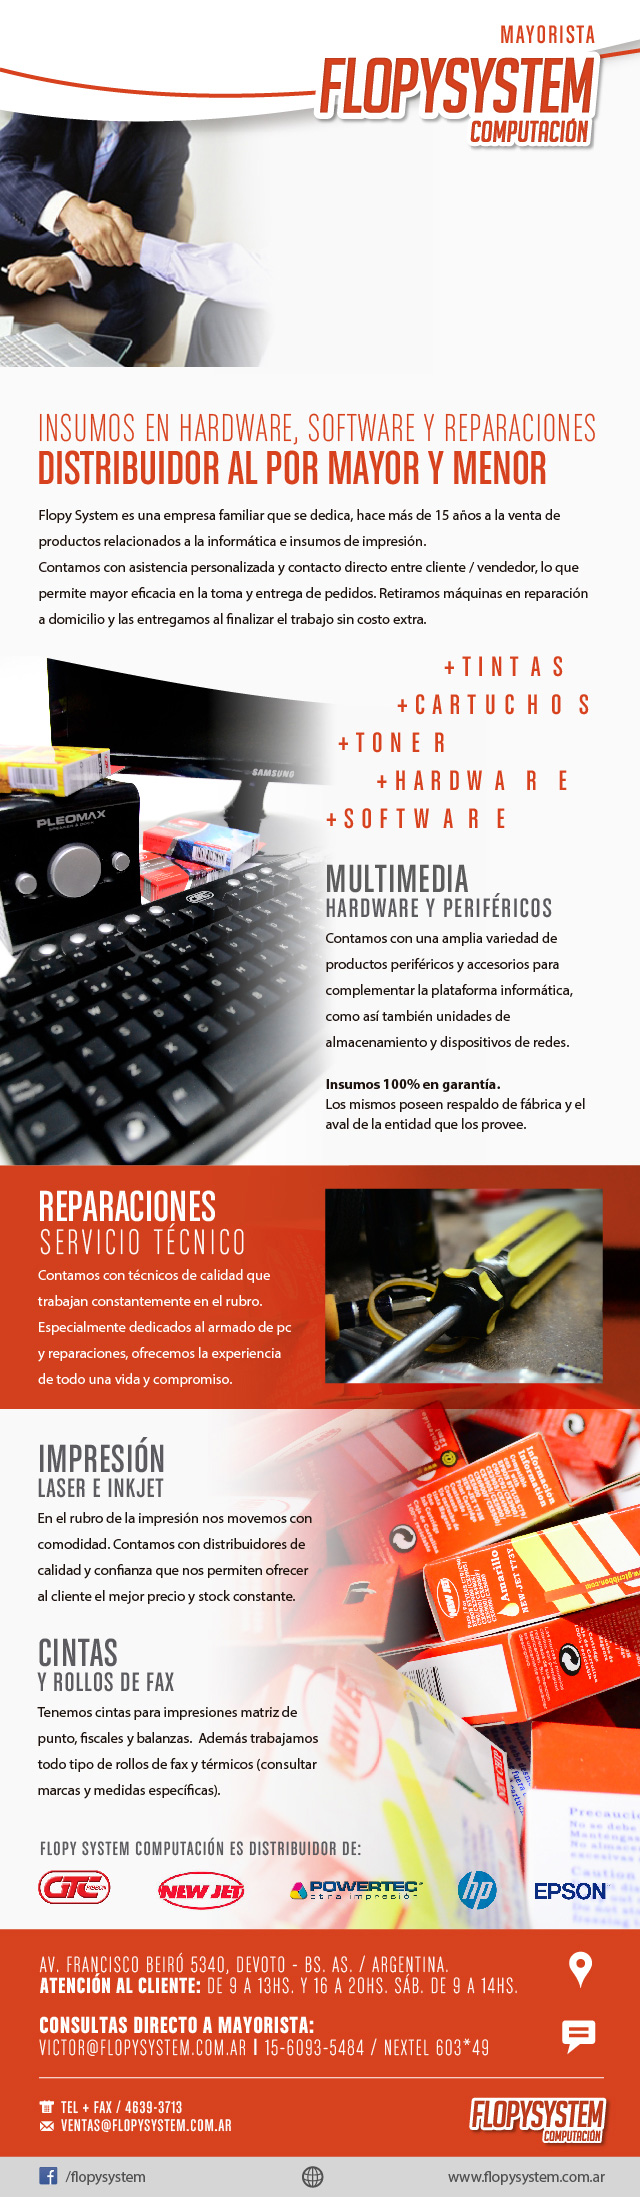 MAYORISTA
FLOPYSYSTEM
COMPUTACIÓN
INSUMOS EN HARDWARE, SOFTWARE Y REPARACIONES
DISTRIBUIDOR AL POR MAYOR Y MENOR
Flopy System es una empresa familiar que se dedica, hace más de 15 años a la venta de
productos relacionados a la informática e insumos de impresión.
Contamos con asistencia personalizada y contacto directo entre cliente / vendedor, lo que
permite mayor eficacia en la toma y entrega de pedidos. Retiramos máquinas en reparación
a domicilio y las entregamos al finalizar el trabajo sin costo extra.
+TINTAS
+CARTUCHOS
+TONER
+HARDWARE
+SOFTWARE
SAMSUNG
PLEOMAX
MULTIMEDIA
HARDWARE Y PERIFÉRICOS
Contamos con una amplia variedad de
productos periféricos y accesorios para
complementar la plataforma informática,
como así también unidades de
almacenamiento y dispositivos de redes.
Insumos 100% en garantía.
Los mismos poseen respaldo de fábrica y el
aval de la entidad que los provee.
REPARACIONES
SERVICIO TÉCNICO
Contamos con técnicos de calidad que
trabajan constantemente en el rubro.
Especialmente dedicados al armado de pc
y reparaciones, ofrecemos la experiencia
de todo una vida y compromiso.
IMPRESIÓN
LASER E INKJET
En el rubro de la impresión nos movemos con
comodidad. Contamos con distribuidores de
calidad y confianza que nos permiten ofrecer
al cliente el mejor precio y stock constante.
Información
Information
Amarillo
NEW JET
CINTAS
Y ROLLOS DE FAX
Tenemos cintas para impresiones matriz de
punto, fiscales y balanzas. Además trabajamos
todo tipo de rollos de fax y térmicos (consultar
marcas y medidas específicas).
NEW JET
FLOPY SYSTEM COMPUTACIÓN ES DISTRIBUIDOR DE:
GTC
NEW JET
POWERTEC
hp
EPSON
AV. FRANCISCO BEIRÓ 5340, DEVOTO - BS. AS. / ARGENTINA.
ATENCIÓN AL CLIENTE: DE 9 A 13HS. Y 16 A 20HS. SÁB. DE 9 A 14HS.
CONSULTAS DIRECTO A MAYORISTA:
VICTOR@FLOPYSYSTEM.COM.AR | 15-6093-5484 / NEXTEL 603*49
TEL + FAX / 4639-3713
VENTAS@FLOPYSYSTEM.COM.AR
FLOPYSYSTEM
COMPUTACIÓN
/flopysystem
www.flopysystem.com.ar